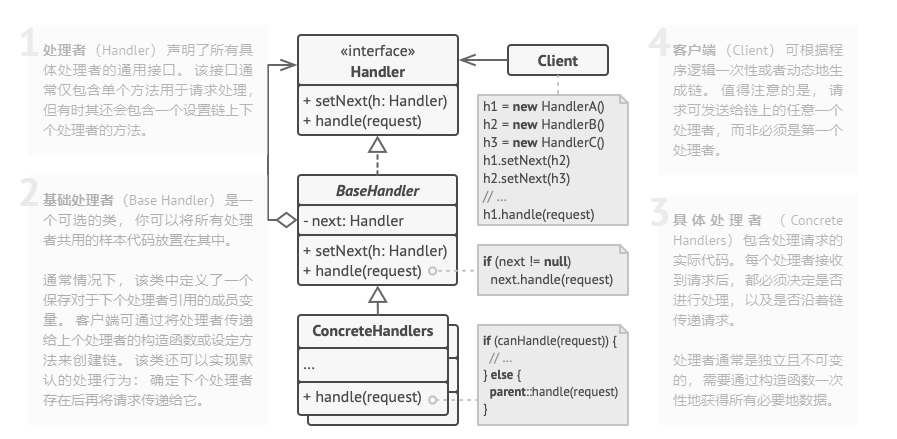 1
处理者（Handler） 声明了所有具
体处理者的通用接口。 该接口通
常仅包含单个方法用于请求处理，
但有时其还会包含一个设置链上下
个处理者的方法。
2
基础处理者（Base Handler） 是一
个可选的类， 你可以将所有处理
者共用的样本代码放置在其中。
通常情况下， 该类中定义了一个
保存对于下个处理者引用的成员变
量。 客户端可通过将处理者传递
给上个处理者的构造函数或设定方
法来创建链。 该类还可以实现默
认的处理行为： 确定下个处理者
存在后再将请求传递给它。
«interface»
Handler
+ setNext(h: Handler)
+ handle(request)
BaseHandler
- next: Handler
+ setNext(h: Handler)
+ handle(request)
ConcreteHandlers
...
+ handle(request)
Client
h1 = new HandlerA()
h2 = new HandlerB()
h3 = new HandlerC()
h1.setNext(h2)
h2.setNext(h3)
// ...
h1.handle(request)
if (next != null)
next.handle(request)
if (canHandle(request)) {
// ...
} else {
parent::handle(request)
}
4
客户端 （Client） 可根据程
序逻辑一次性或者动态地生
成链。 值得注意的是， 请
求可发送给链上的任意一个
处理者， 而非必须是第一个
处理者。
3
具体处理者 （Concrete
Handlers） 包含处理请求的
实际代码。 每个处理者接收
到请求后， 都必须决定是否
进行处理， 以及是否沿着链
传递请求。
处理者通常是独立且不可变
的， 需要通过构造函数一次
性地获得所有必要地数据。